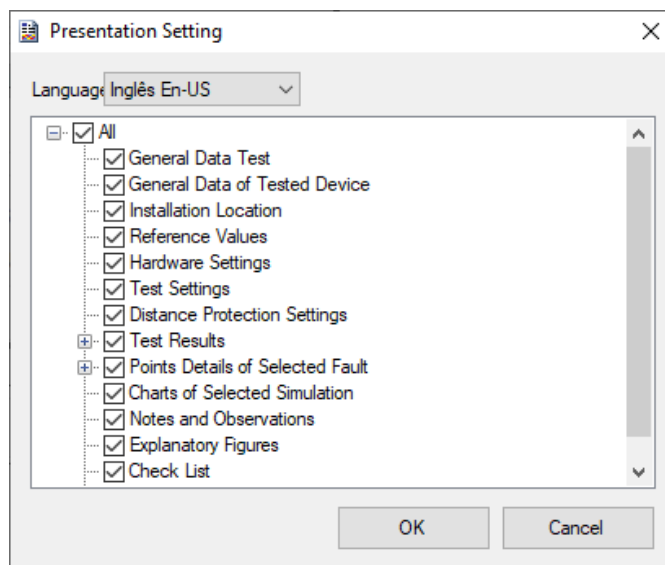 Presentation Setting
Language Inglês En-US
All
General Data Test
General Data of Tested Device
Installation Location
Reference Values
Hardware Settings
Test Settings
Distance Protection Settings
Test Results
Points Details of Selected Fault
Charts of Selected Simulation
Notes and Observations
Explanatory Figures
Check List
OK Cancel